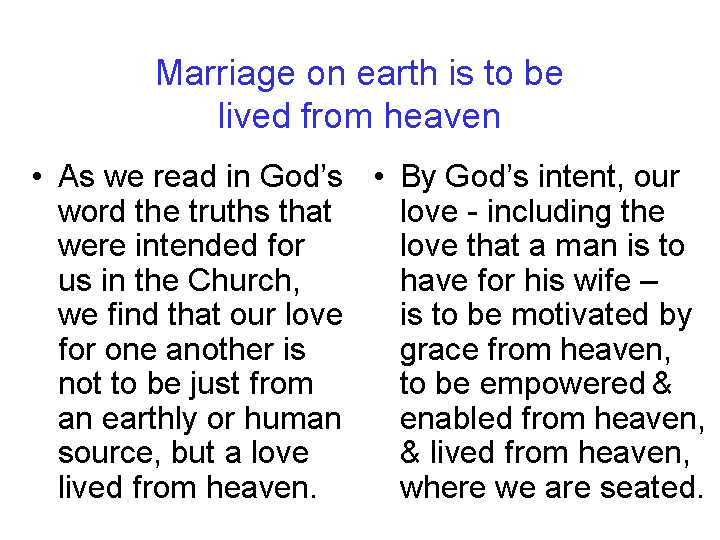 Marriage on earth is to be
lived from heaven
• As we read in God’s
word the truths that
were intended for
us in the Church,
we find that our love
for one another is
not to be just from
an earthly or human
source, but a love
lived from heaven.
• By God’s intent, our
love - including the
love that a man is to
have for his wife –
is to be motivated by
grace from heaven,
to be empowered &
enabled from heaven,
& lived from heaven,
where we are seated.